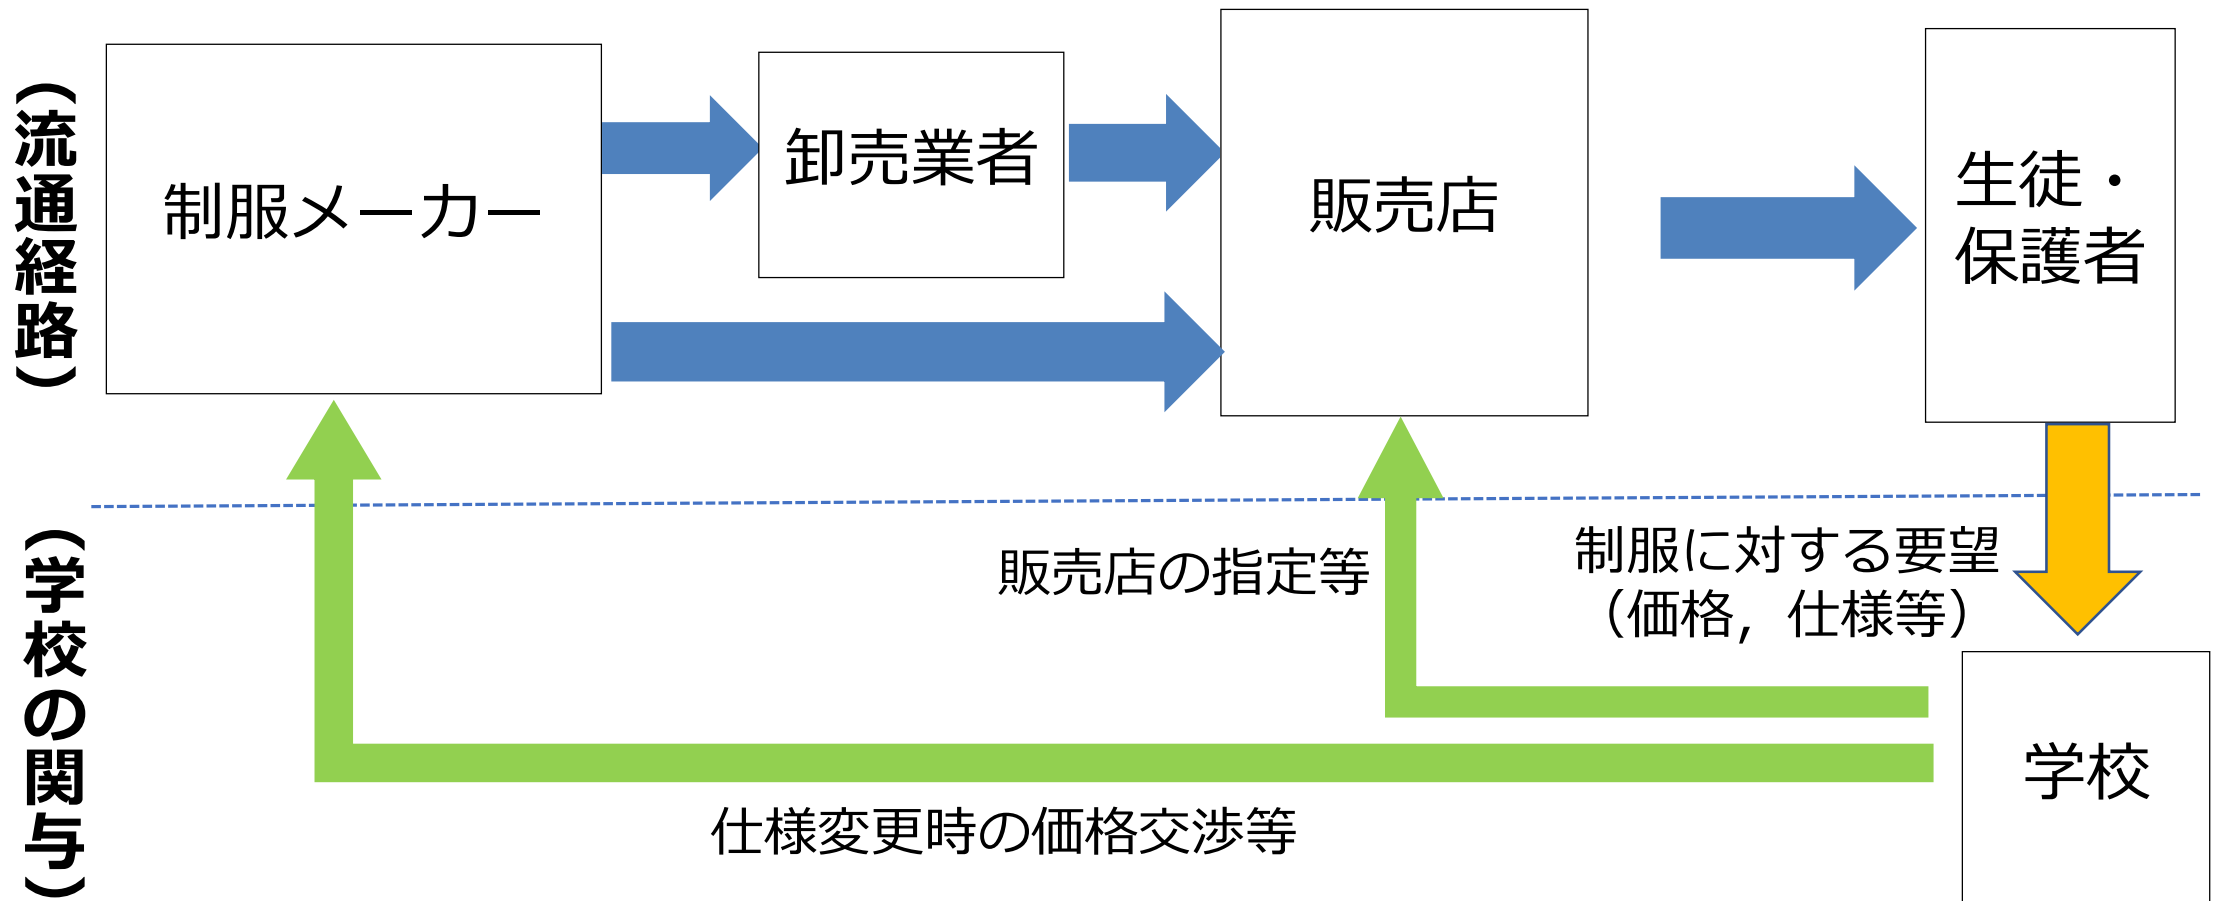 （流通経路）
制服メーカー
卸売業者
販売店
生徒・
保護者
（学校の関与）
販売店の指定等
制服に対する要望
（価格，仕様等）
学校
仕様変更時の価格交渉等